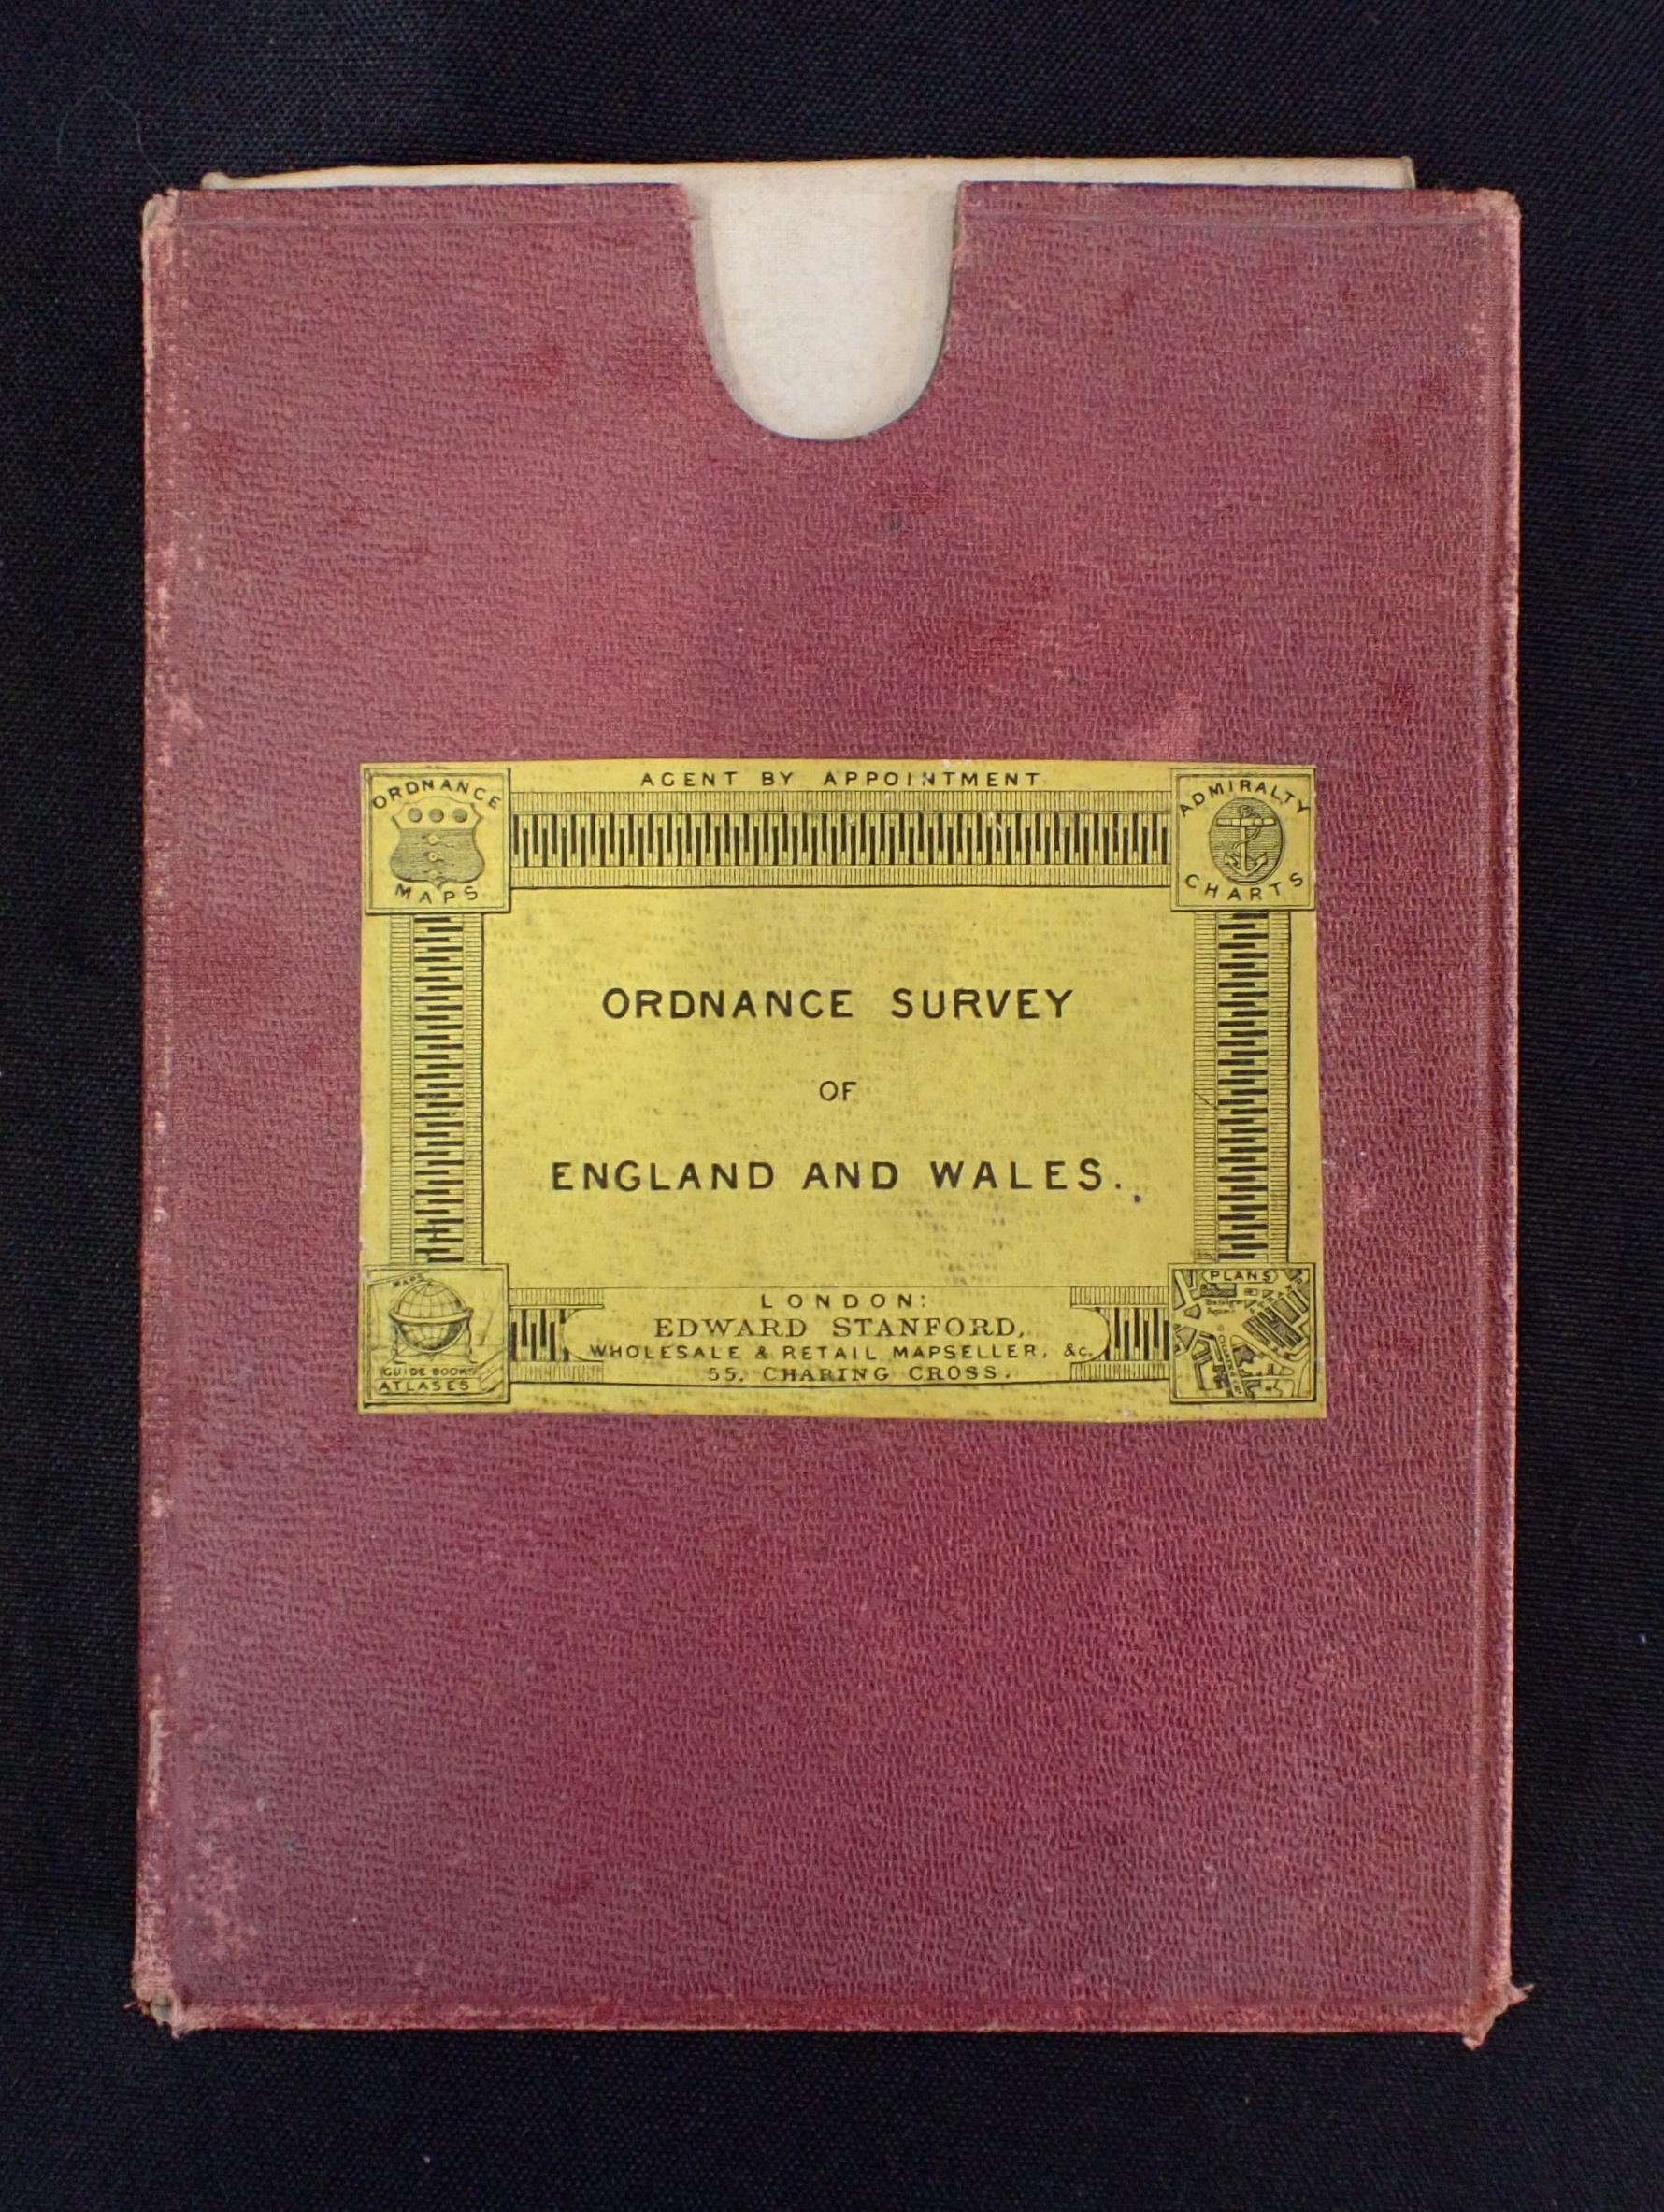 AGENT BY APPOINTMENT
ORDNANCE
MAPS
ADMIRALTY
CHARTS
ORDNANCE SURVEY
OF
ENGLAND AND WALES.
MAPS
GUIDE BOOKS
ATLASES
LONDON:
EDWARD STANFORD,
WHOLESALE & RETAIL MAPSELLER, &c.
55, CHARING CROSS.
PLANS